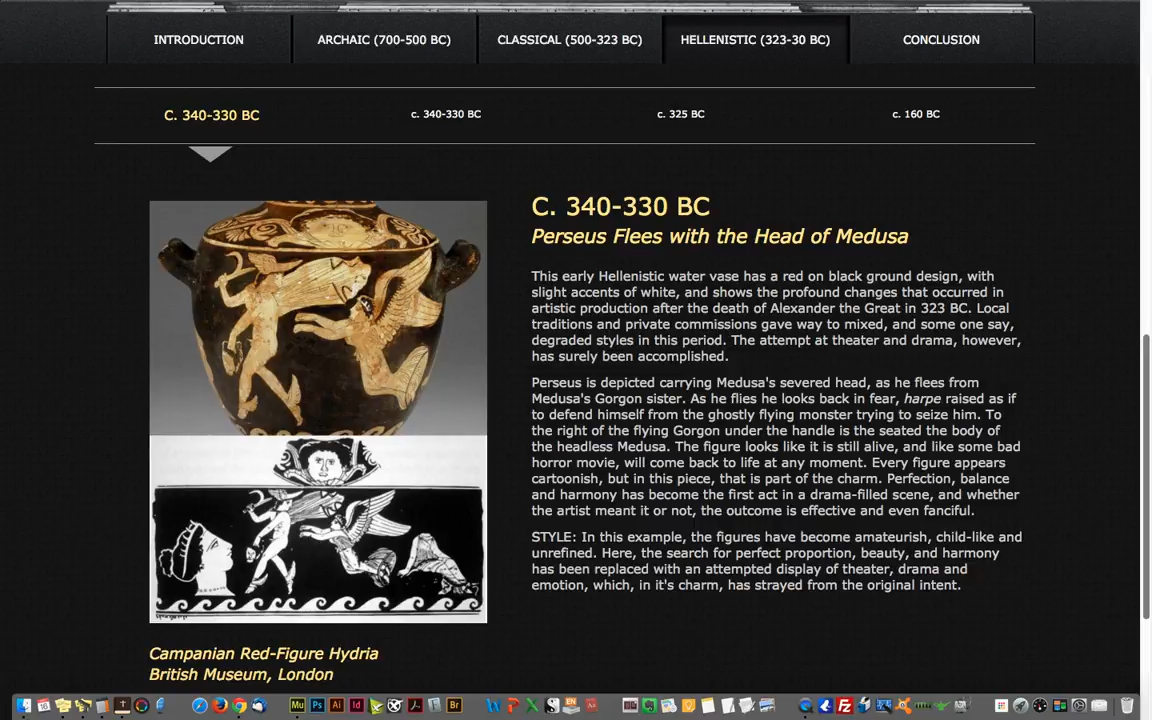 INTRODUCTION
ARCHAIC (700-500 BC)
CLASSICAL (500-323 BC)
HELLENISTIC (323-30 BC)
CONCLUSION
C. 340-330 BC
c. 340-330 BC
c. 325 BC
c. 160 BC
C. 340-330 BC
Perseus Flees with the Head of Medusa
This early Hellenistic water vase has a red on black ground design, with
slight accents of white, and shows the profound changes that occurred in
artistic production after the death of Alexander the Great in 323 BC. Local
traditions and private commissions gave way to mixed, and some one say,
degraded styles in this period. The attempt at theater and drama, however,
has surely been accomplished.
Perseus is depicted carrying Medusa's severed head, as he flees from
Medusa's Gorgon sister. As he flies he looks back in fear, harpe raised as if
to defend himself from the ghostly flying monster trying to seize him. To
the right of the flying Gorgon under the handle is the seated the body of
the headless Medusa. The figure looks like it is still alive, and like some bad
horror movie, will come back to life at any moment. Every figure appears
cartoonish, but in this piece, that is part of the charm. Perfection, balance
and harmony has become the first act in a drama-filled scene, and whether
the artist meant it or not, the outcome is effective and even fanciful.
STYLE: In this example, the figures have become amateurish, child-like and
unrefined. Here, the search for perfect proportion, beauty, and harmony
has been replaced with an attempted display of theater, drama and
emotion, which, in it's charm, has strayed from the original intent.
Campanian Red-Figure Hydria
British Museum, London
Mu Ps Ai Id Br
W P X S EN
Fz